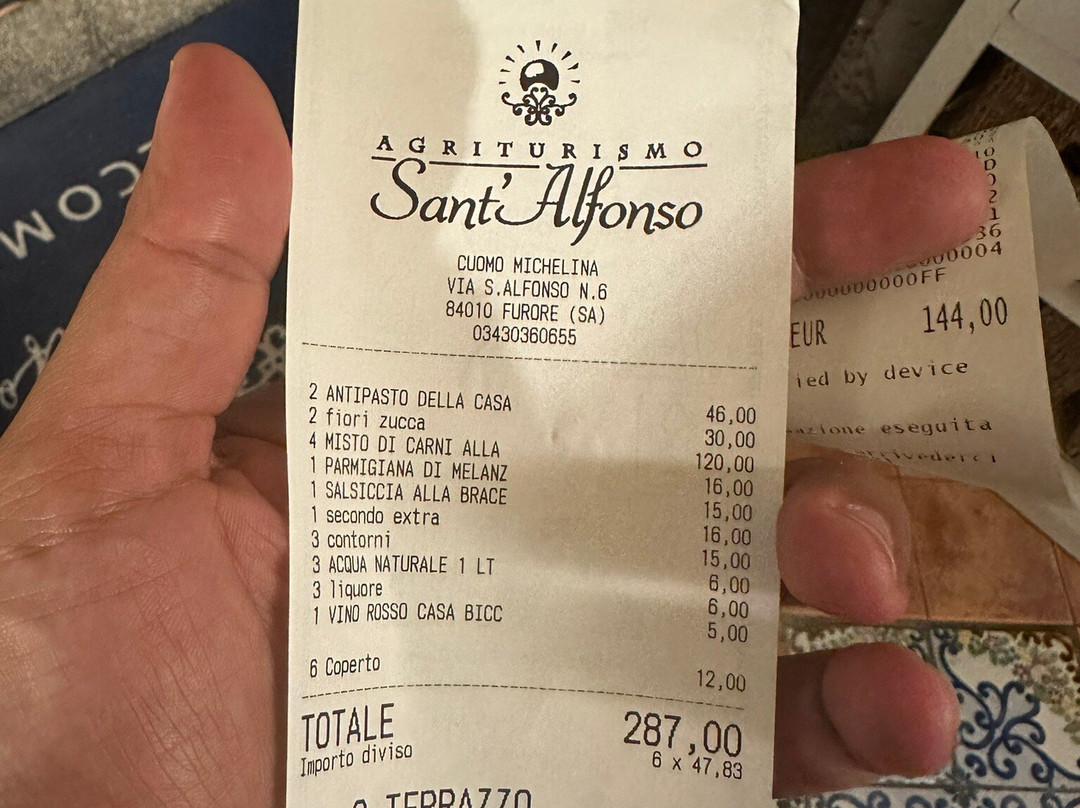 AGRITURISMO
Sant'Alfonso
CUOMO MICHELINA
VIA S.ALFONSO N.6
84010 FURORE (SA)
03430360655
2 ANTIPASTO DELLA CASA 46,00
2 fiori zucca 30,00
4 MISTO DI CARNI ALLA 120,00
1 PARMIGIANA DI MELANZ 16,00
1 SALSICCIA ALLA BRACE 15,00
1 secondo extra 16,00
3 contorni 15,00
3 ACQUA NATURALE 1 LT 6,00
3 liquore 6,00
1 VINO ROSSO CASA BICC 5,00
6 Coperto 12,00
TOTALE 287,00
Importo diviso 6 x 47,83
TERRAZZO
EUR 144,00
ied by device
azione eseguita
arrivederci
COM